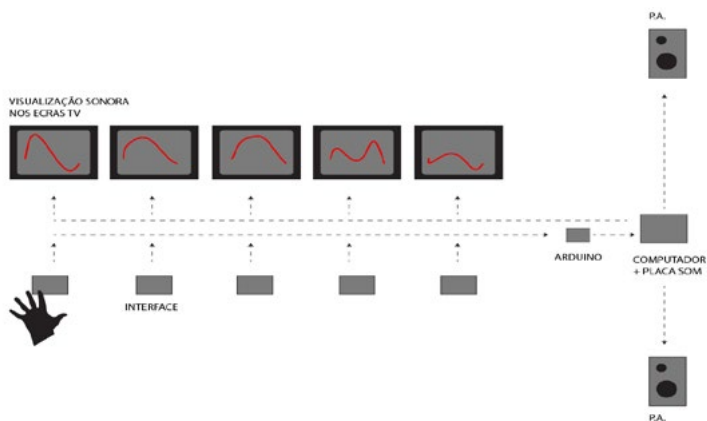 P.A.
VISUALIZAÇÃO SONORA
NOS ECRAS TV
ARDUINO
COMPUTADOR
+ PLACA SOM
INTERFACE
P.A.